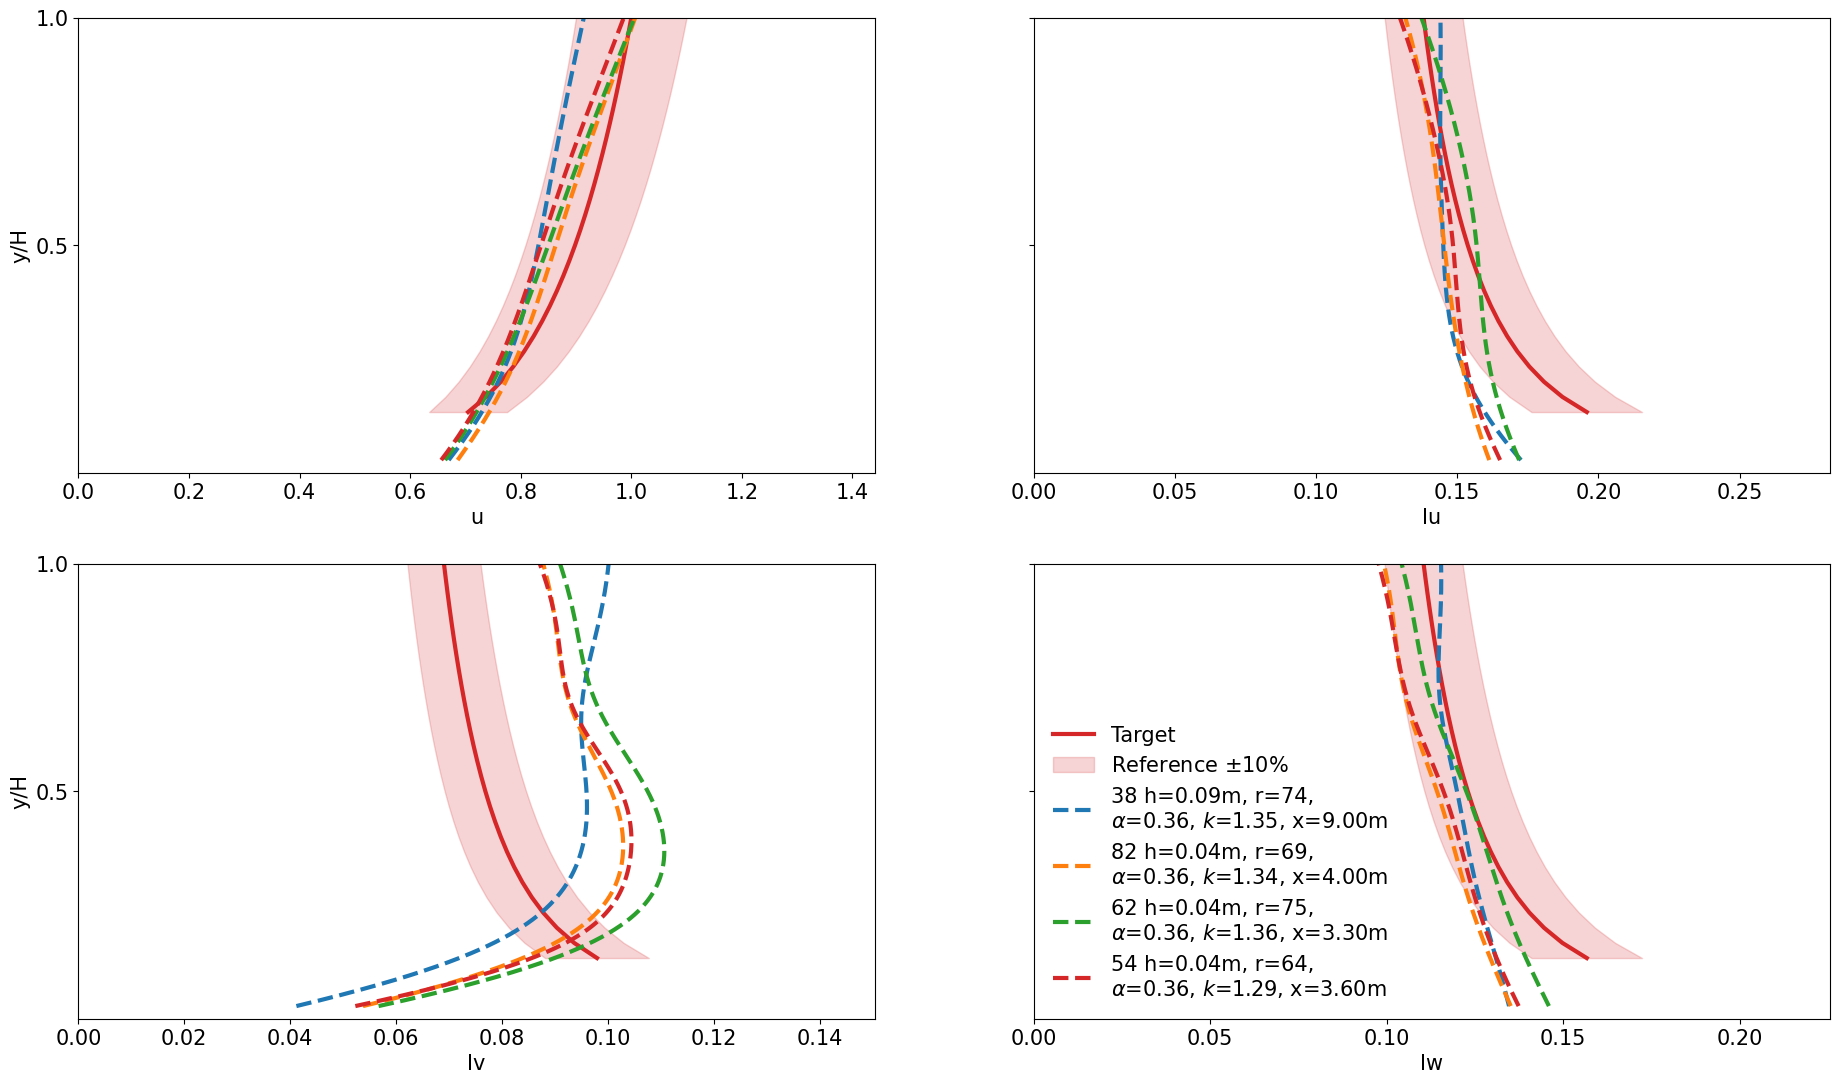 1.0
0.5
y/H
0.0 0.2 0.4 0.6 0.8 1.0 1.2 1.4
u
0.00 0.05 0.10 0.15 0.20 0.25
Iu
1.0
0.5
y/H
0.00 0.02 0.04 0.06 0.08 0.10 0.12 0.14
Iv
Target
Reference ±10%
38 h=0.09m, r=74,
α=0.36, k=1.35, x=9.00m
82 h=0.04m, r=69,
α=0.36, k=1.34, x=4.00m
62 h=0.04m, r=75,
α=0.36, k=1.36, x=3.30m
54 h=0.04m, r=64,
α=0.36, k=1.29, x=3.60m
0.00 0.05 0.10 0.15 0.20
Iw